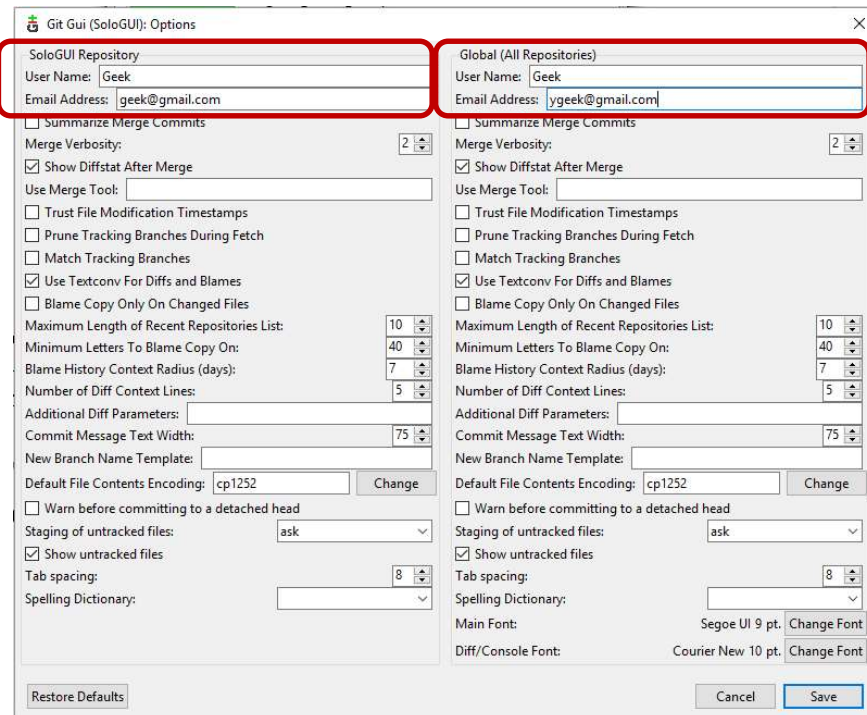 Git Gui (SoloGUI): Options
SoloGUI Repository
User Name: Geek
Email Address: geek@gmail.com
Summarize Merge Commits
Merge Verbosity: 2
Show Diffstat After Merge
Use Merge Tool:
Trust File Modification Timestamps
Prune Tracking Branches During Fetch
Match Tracking Branches
Use Textconv For Diffs and Blames
Blame Copy Only On Changed Files
Maximum Length of Recent Repositories List: 10
Minimum Letters To Blame Copy On: 40
Blame History Context Radius (days): 7
Number of Diff Context Lines: 5
Additional Diff Parameters:
Commit Message Text Width: 75
New Branch Name Template:
Default File Contents Encoding: cp1252 Change
Warn before committing to a detached head
Staging of untracked files: ask
Show untracked files
Tab spacing: 8
Spelling Dictionary:
Global (All Repositories)
User Name: Geek
Email Address: ygeek@gmail.com
Summarize Merge Commits
Merge Verbosity: 2
Show Diffstat After Merge
Use Merge Tool:
Trust File Modification Timestamps
Prune Tracking Branches During Fetch
Match Tracking Branches
Use Textconv For Diffs and Blames
Blame Copy Only On Changed Files
Maximum Length of Recent Repositories List: 10
Minimum Letters To Blame Copy On: 40
Blame History Context Radius (days): 7
Number of Diff Context Lines: 5
Additional Diff Parameters:
Commit Message Text Width: 75
New Branch Name Template:
Default File Contents Encoding: cp1252 Change
Warn before committing to a detached head
Staging of untracked files: ask
Show untracked files
Tab spacing: 8
Spelling Dictionary:
Main Font: Segoe UI 9 pt. Change Font
Diff/Console Font: Courier New 10 pt. Change Font
Restore Defaults
Cancel
Save